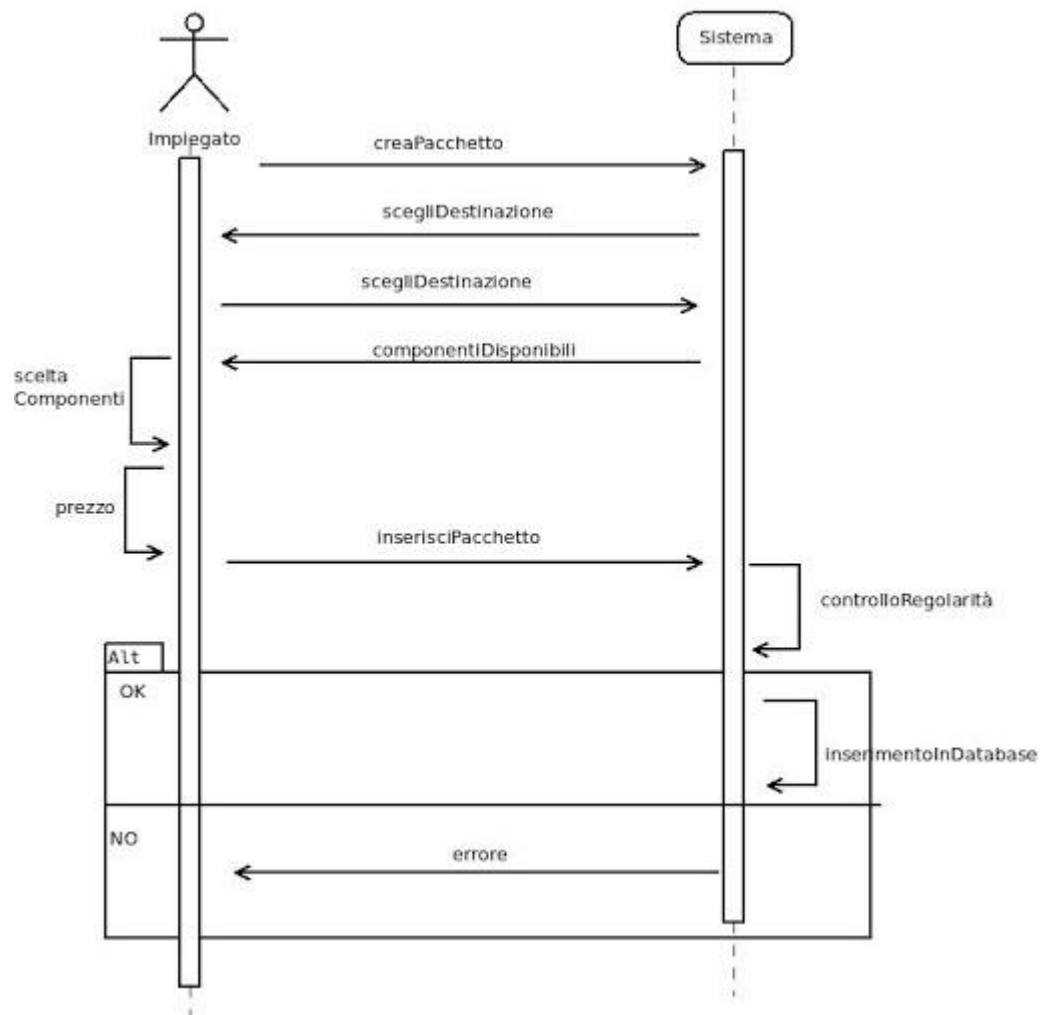 Sistema
Impiegato
creaPacchetto
scegliDestinazione
scegliDestinazione
componentiDisponibili
scelta
Componenti
prezzo
inserisciPacchetto
controlloRegolarità
Alt
OK
inserimentoInDatabase
NO
errore